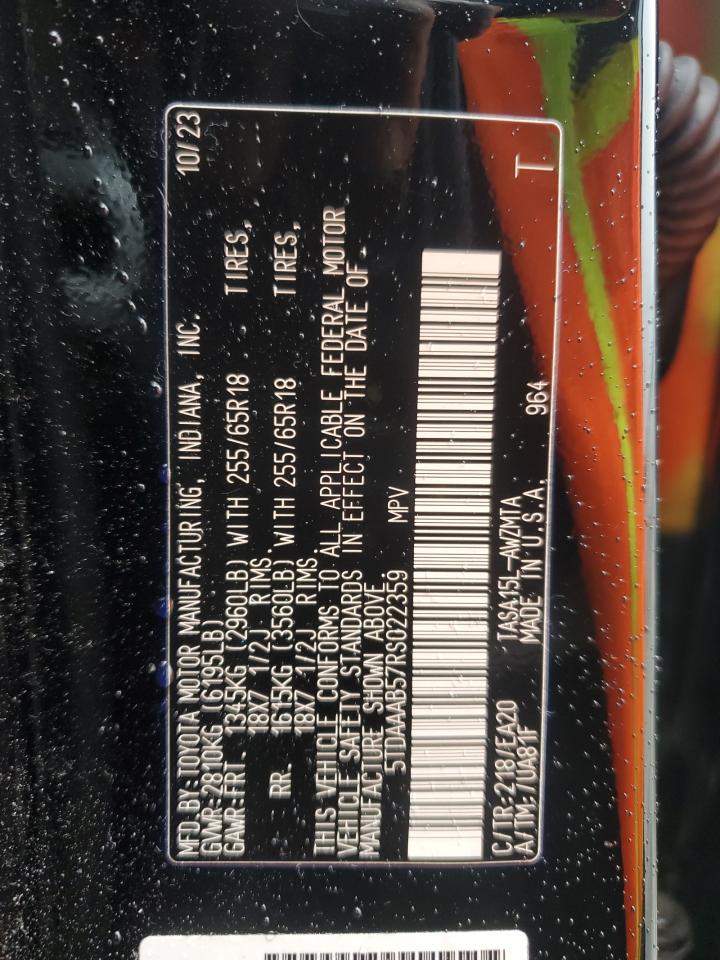 MFD.BY:TOYOTA MOTOR MANUFACTURING, INDIANA, INC. 10/23
GVWR:2810KG (6195LB)
GAWR:FRT. 1345KG (2960LB) WITH 255/65R18 TIRES,
18X7 1/2J RIMS.
RR. 1615KG (3560LB) WITH 255/65R18 TIRES,
18X7 1/2J RIMS.
THIS VEHICLE CONFORMS TO ALL APPLICABLE FEDERAL MOTOR
VEHICLE SAFETY STANDARDS IN EFFECT ON THE DATE OF
MANUFACTURE SHOWN ABOVE.
5TDAAAB57RS022359 MPV
C/TR:218/EA20 TASA15L-AWZMTA T
A/TM:/UA81F MADE IN U.S.A. 964